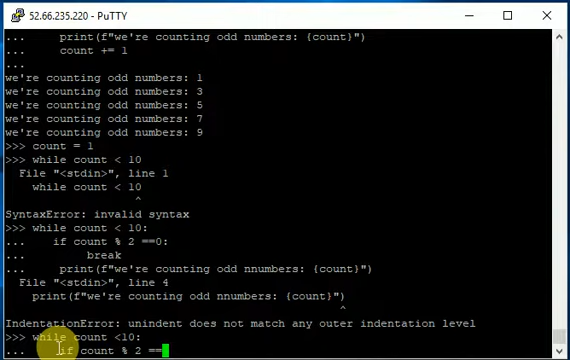 52.66.235.220 - PuTTY
...     print(f"we're counting odd numbers: {count}")
...     count += 1
...
we're counting odd numbers: 1
we're counting odd numbers: 3
we're counting odd numbers: 5
we're counting odd numbers: 7
we're counting odd numbers: 9
>>> count = 1
>>> while count < 10
  File "<stdin>", line 1
    while count < 10
                   ^
SyntaxError: invalid syntax
>>> while count < 10:
...    if count % 2 ==0:
...         break
...     print(f"we're counting odd nnumbers: {count}")
  File "<stdin>", line 4
    print(f"we're counting odd nnumbers: {count}")
                                                 ^
IndentationError: unindent does not match any outer indentation level
>>> while count <10:
...     if count % 2 ==